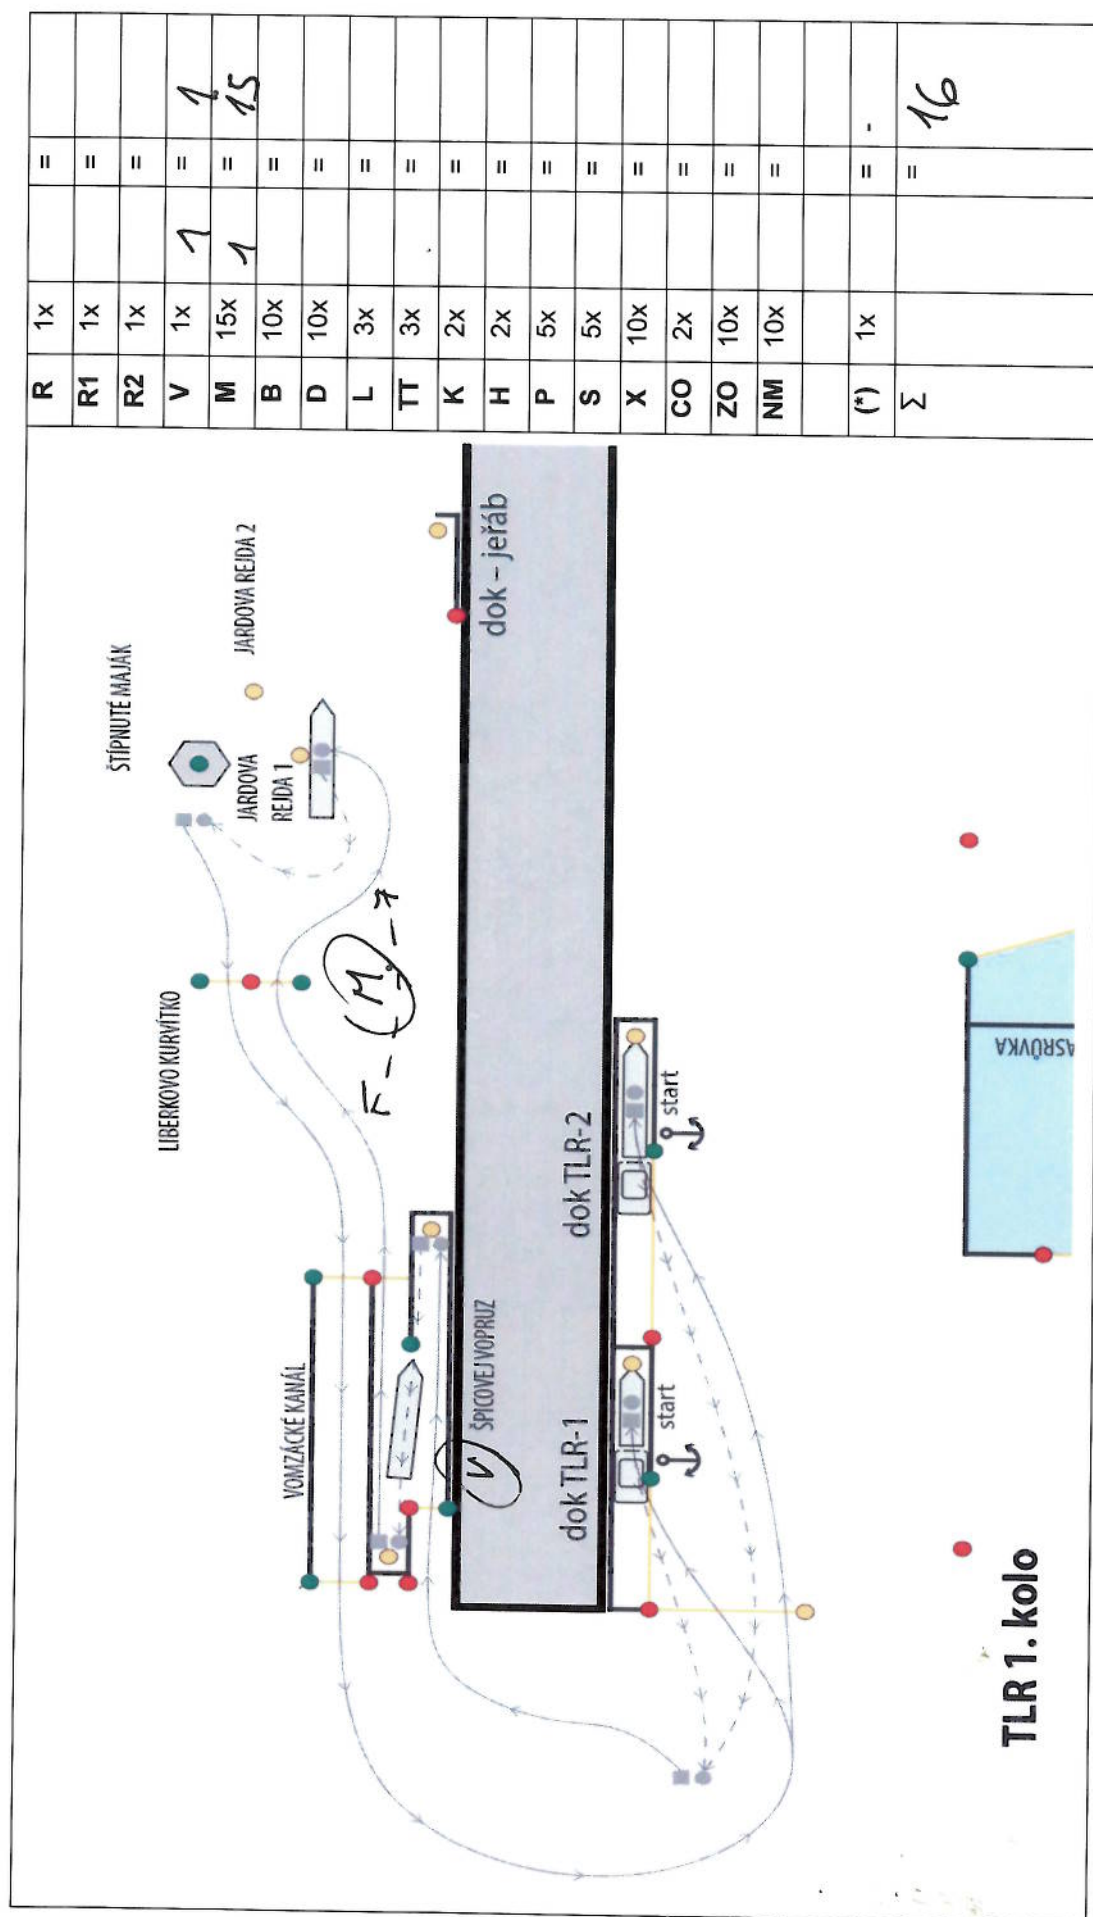 R 1x =
R1 1x =
R2 1x =
V 1x 1 = 1
M 15x 1 = 15
B 10x =
D 10x =
L 3x =
TT 3x =
K 2x =
H 2x =
P 5x =
S 5x =
X 10x =
CO 2x =
ZO 10x =
NM 10x =
(*) 1x = -
Σ = 16
ŠTÍPNUTÉ MAJÁK
JARDOVA REJDA 2
JARDOVA
REJDA 1
LIBERKOVO KURVÍTKO
VOMZÁCKÉ KANÁL
M
ŠPICOVEJ VOPRUZ
V
dok – jeřáb
dok TLR-1
dok TLR-2
start
start
ASRŮVKA
TLR 1. kolo